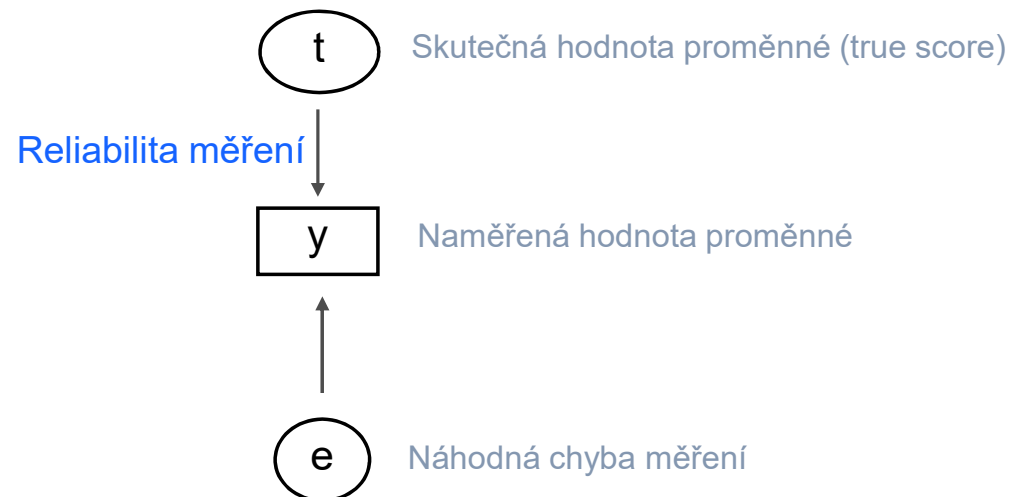 t
Skutečná hodnota proměnné (true score)
Reliabilita měření
y
Naměřená hodnota proměnné
e
Náhodná chyba měření